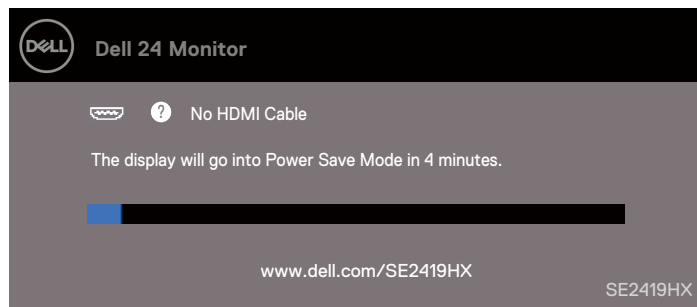 DELL
Dell 24 Monitor
? No HDMI Cable
The display will go into Power Save Mode in 4 minutes.
www.dell.com/SE2419HX
SE2419HX